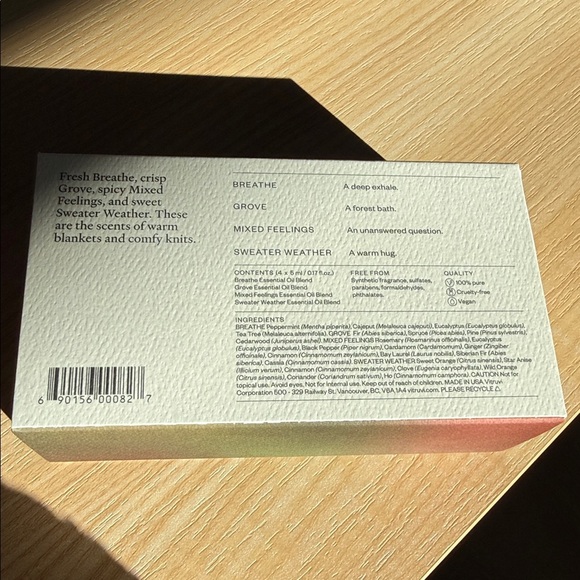 Fresh Breathe, crisp
Grove, spicy Mixed
Feelings, and sweet
Sweater Weather. These
are the scents of warm
blankets and comfy knits.
BREATHE A deep exhale.
GROVE A forest bath.
MIXED FEELINGS An unanswered question.
SWEATER WEATHER A warm hug.
CONTENTS (4 x 5 ml / 0.17 fl oz.)
Breathe Essential Oil Blend
Grove Essential Oil Blend
Mixed Feelings Essential Oil Blend
Sweater Weather Essential Oil Blend
FREE FROM
Synthetic fragrance, sulfates,
parabens, formaldehydes,
phthalates.
QUALITY
100% pure
Cruelty-free
Vegan
INGREDIENTS
BREATHE Peppermint (Mentha piperita), Cajeput (Melaleuca cajeputi), Eucalyptus (Eucalyptus globulus),
Tea Tree (Melaleuca alternifolia). GROVE Fir (Abies siberica), Spruce (Picea abies), Pine (Pinus sylvestris),
Cedarwood (Juniperus ashei). MIXED FEELINGS Rosemary (Rosmarinus officinalis), Eucalyptus
(Eucalyptus globulus), Black Pepper (Piper nigrum), Cardamom (Cardamomum), Ginger (Zingiber
officinale), Cinnamon (Cinnamomum zeylanicum), Bay Laurel (Laurus nobilis), Siberian Fir (Abies
siberica), Cassia (Cinnamomum cassia). SWEATER WEATHER Sweet Orange (Citrus sinensis), Star Anise
(Illicium verum), Cinnamon (Cinnamomum zeylanicum), Clove (Eugenia caryophyllata), Wild Orange
(Citrus sinensis), Coriander (Coriandrum sativum), Ho (Cinnamomum camphora). CAUTION Not for
topical use. Avoid eyes. Not for internal use. Keep out of reach of children. MADE IN USA Vitruvi
Corporation 500 - 329 Railway St, Vancouver, BC, V6A 1A4 vitruvi.com. PLEASE RECYCLE
6 90156 00082 7